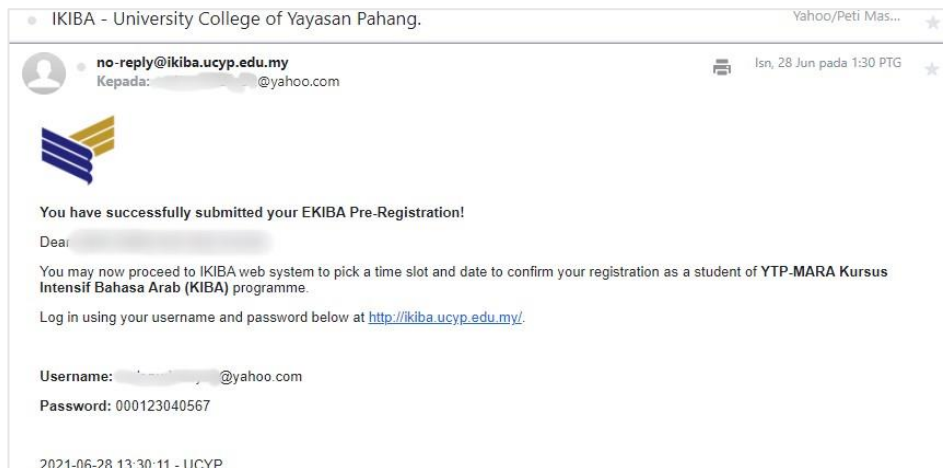 IKIBA - University College of Yayasan Pahang.
Yahoo/Peti Mas...
no-reply@ikiba.ucyp.edu.my
Isn, 28 Jun pada 1:30 PTG
Kepada: @yahoo.com
You have successfully submitted your EKIBA Pre-Registration!
Dear
You may now proceed to IKIBA web system to pick a time slot and date to confirm your registration as a student of YTP-MARA Kursus
Intensif Bahasa Arab (KIBA) programme.
Log in using your username and password below at http://ikiba.ucyp.edu.my/.
Username: @yahoo.com
Password: 000123040567
2021-06-28 13:30:11 - UCYP